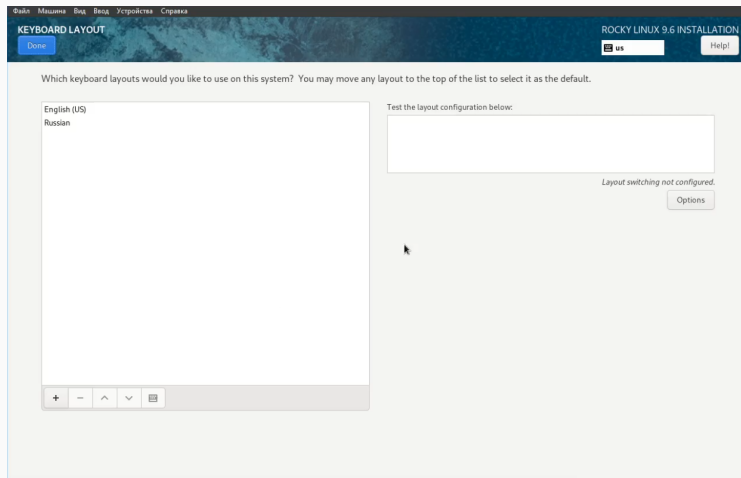 Файл Машина Вид Ввод Устройства Справка
KEYBOARD LAYOUT
ROCKY LINUX 9.6 INSTALLATION
Done
us
Help!
Which keyboard layouts would you like to use on this system? You may move any layout to the top of the list to select it as the default.
English (US)
Russian
Test the layout configuration below:
Layout switching not configured.
Options